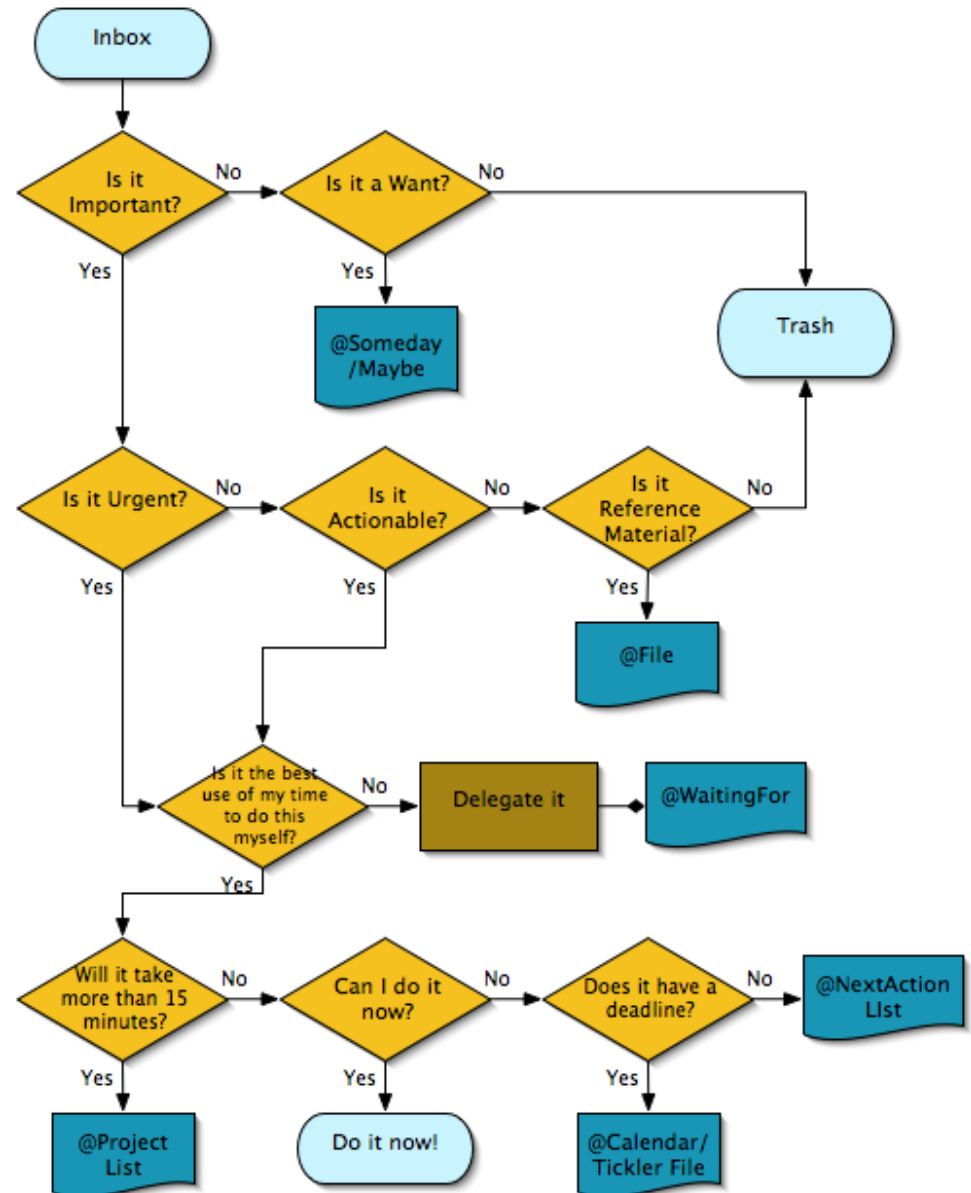 Inbox
Is it
Important?
No
Is it a Want?
No
Yes
Yes
@Someday
/Maybe
Trash
Is it Urgent?
No
Is it
Actionable?
No
Is it
Reference
Material?
No
Yes
Yes
Yes
@File
Is it the best
use of my time
to do this
myself?
No
Delegate it
@WaitingFor
Yes
Will it take
more than 15
minutes?
No
Can I do it
now?
No
Does it have a
deadline?
No
@NextAction
LIst
Yes
Yes
Yes
@Project
List
Do it now!
@Calendar/
Tickler File